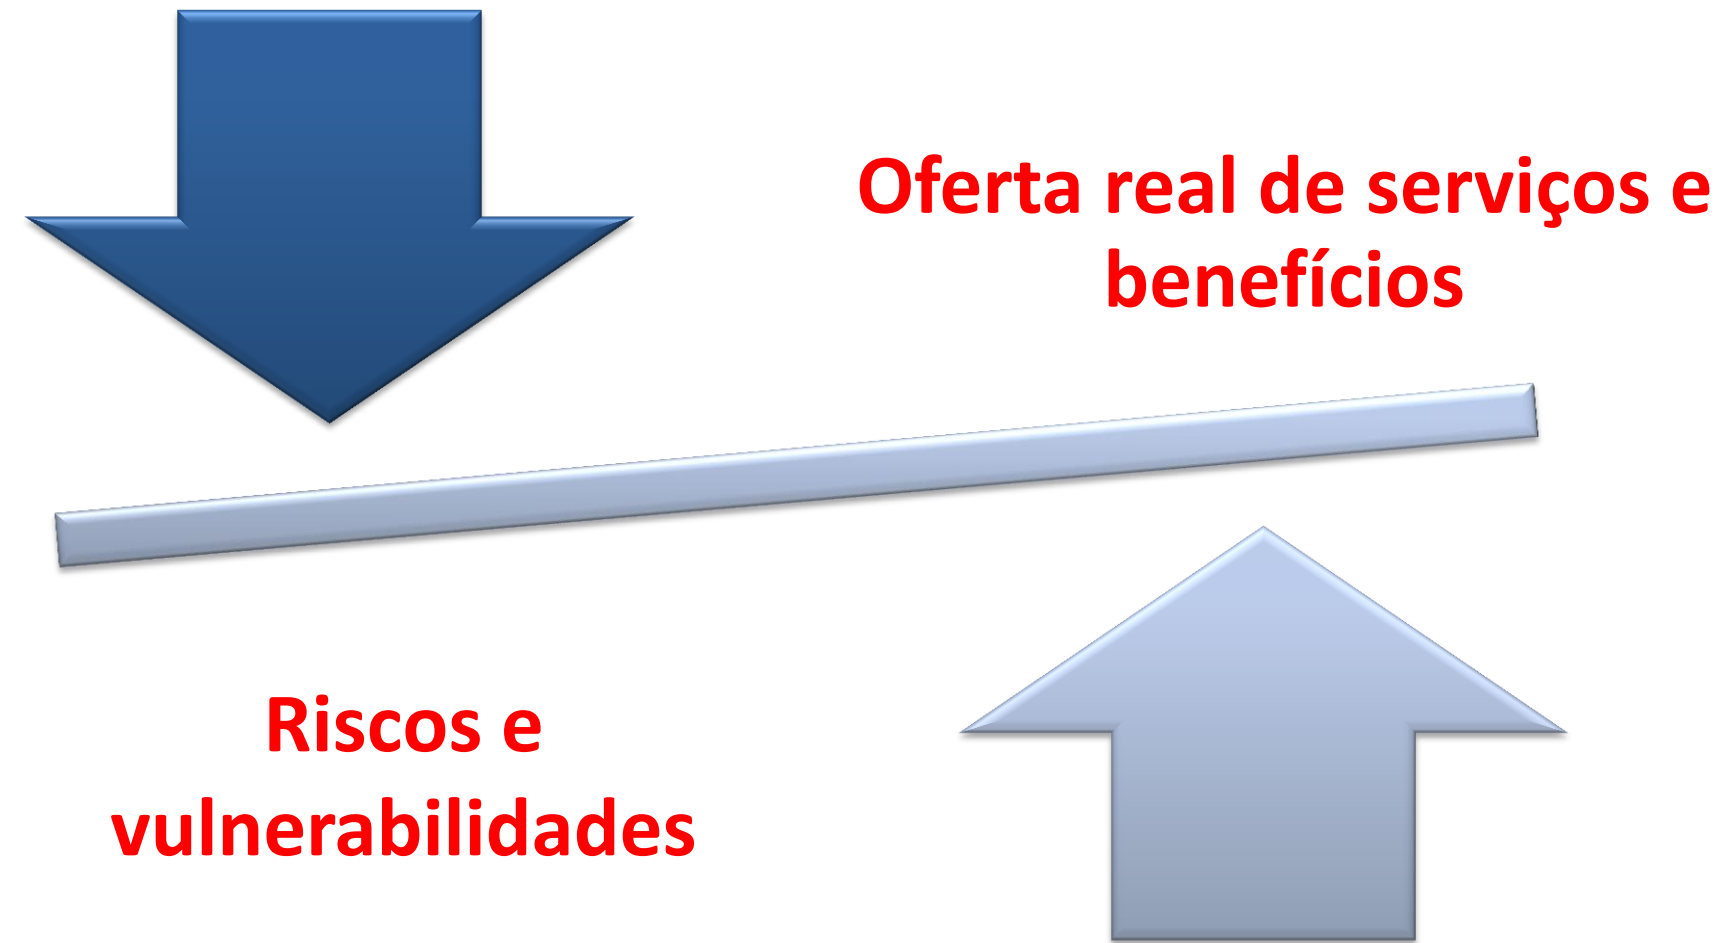 Oferta real de serviços e
benefícios
Riscos e
vulnerabilidades